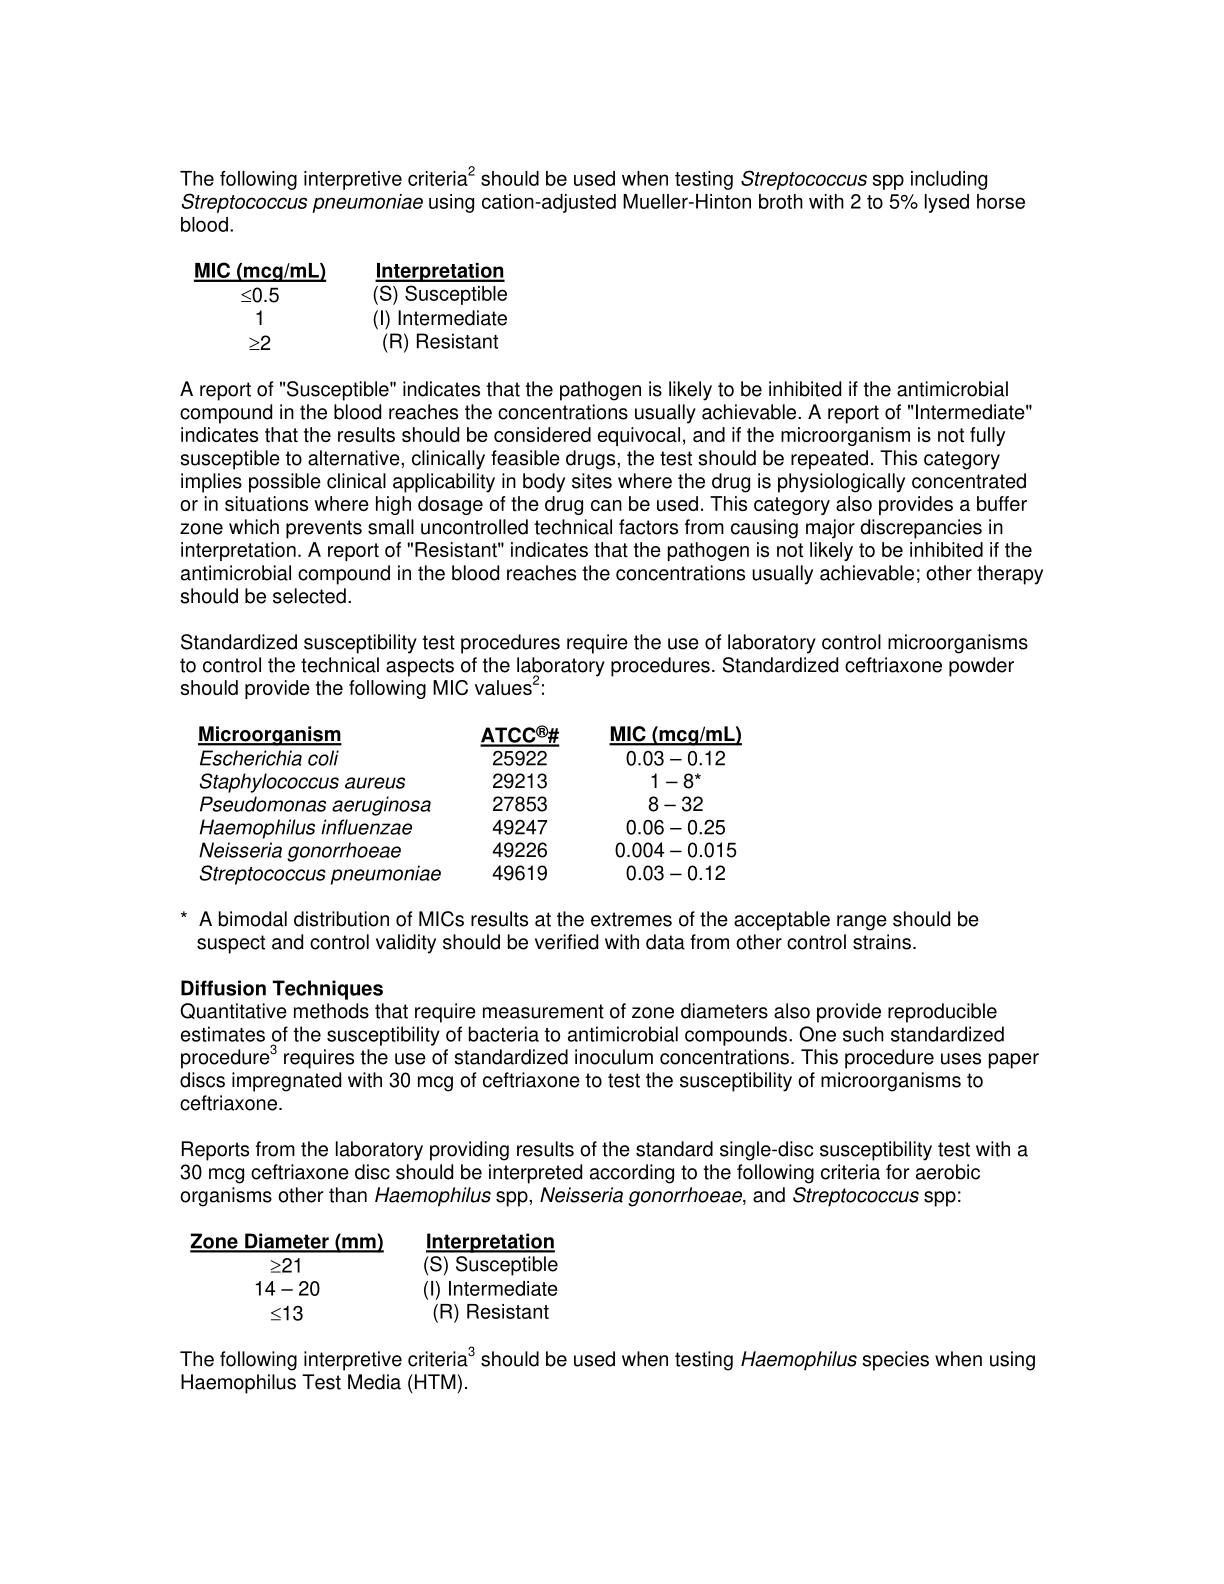 The following interpretive criteria2 should be used when testing Streptococcus spp including
Streptococcus pneumoniae using cation-adjusted Mueller-Hinton broth with 2 to 5% lysed horse
blood.
MIC (mcg/mL) Interpretation
≤0.5 (S) Susceptible
1 (I) Intermediate
≥2 (R) Resistant
A report of "Susceptible" indicates that the pathogen is likely to be inhibited if the antimicrobial
compound in the blood reaches the concentrations usually achievable. A report of "Intermediate"
indicates that the results should be considered equivocal, and if the microorganism is not fully
susceptible to alternative, clinically feasible drugs, the test should be repeated. This category
implies possible clinical applicability in body sites where the drug is physiologically concentrated
or in situations where high dosage of the drug can be used. This category also provides a buffer
zone which prevents small uncontrolled technical factors from causing major discrepancies in
interpretation. A report of "Resistant" indicates that the pathogen is not likely to be inhibited if the
antimicrobial compound in the blood reaches the concentrations usually achievable; other therapy
should be selected.
Standardized susceptibility test procedures require the use of laboratory control microorganisms
to control the technical aspects of the laboratory procedures. Standardized ceftriaxone powder
should provide the following MIC values2:
Microorganism ATCC®# MIC (mcg/mL)
Escherichia coli 25922 0.03 – 0.12
Staphylococcus aureus 29213 1 – 8*
Pseudomonas aeruginosa 27853 8 – 32
Haemophilus influenzae 49247 0.06 – 0.25
Neisseria gonorrhoeae 49226 0.004 – 0.015
Streptococcus pneumoniae 49619 0.03 – 0.12
* A bimodal distribution of MICs results at the extremes of the acceptable range should be
suspect and control validity should be verified with data from other control strains.
Diffusion Techniques
Quantitative methods that require measurement of zone diameters also provide reproducible
estimates of the susceptibility of bacteria to antimicrobial compounds. One such standardized
procedure3 requires the use of standardized inoculum concentrations. This procedure uses paper
discs impregnated with 30 mcg of ceftriaxone to test the susceptibility of microorganisms to
ceftriaxone.
Reports from the laboratory providing results of the standard single-disc susceptibility test with a
30 mcg ceftriaxone disc should be interpreted according to the following criteria for aerobic
organisms other than Haemophilus spp, Neisseria gonorrhoeae, and Streptococcus spp:
Zone Diameter (mm) Interpretation
≥21 (S) Susceptible
14 – 20 (I) Intermediate
≤13 (R) Resistant
The following interpretive criteria3 should be used when testing Haemophilus species when using
Haemophilus Test Media (HTM).